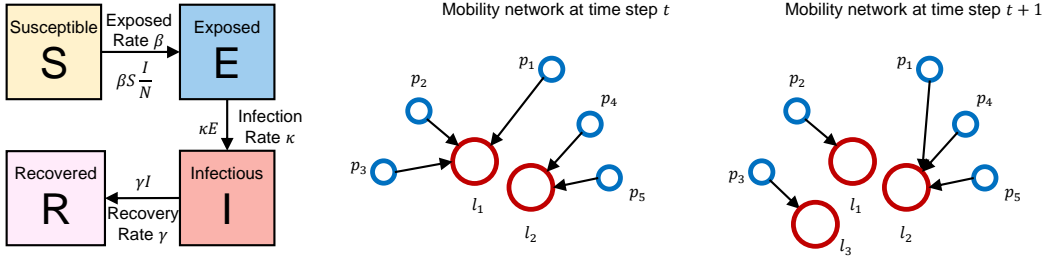 Susceptible
S
Exposed
Rate β
βS I/N
Exposed
E
κE
Infection
Rate κ
Recovered
R
γI
Recovery
Rate γ
Infectious
I
Mobility network at time step t
p₁
p₂
p₄
p₃
p₅
l₁
l₂
Mobility network at time step t + 1
p₁
p₂
p₄
p₃
p₅
l₁
l₂
l₃